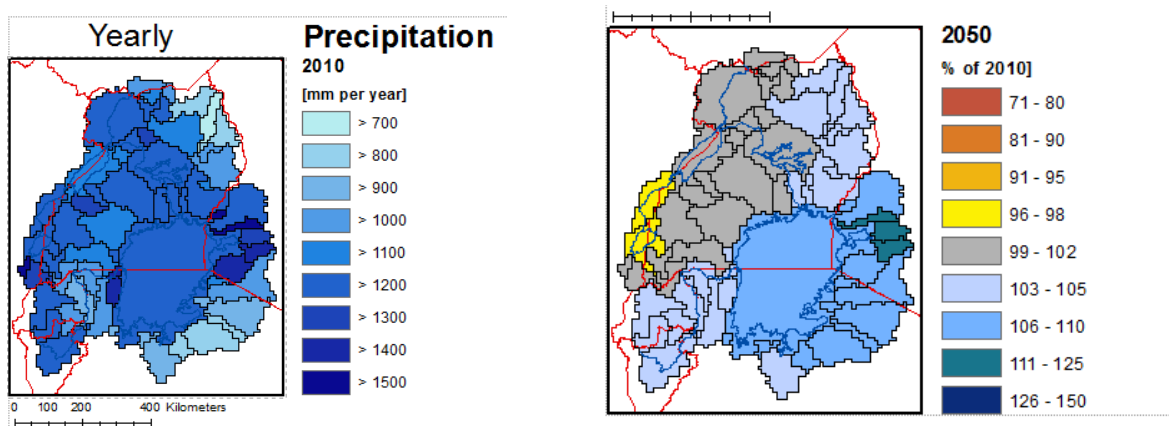 Yearly
Precipitation
2010
[mm per year]
> 700
> 800
> 900
> 1000
> 1100
> 1200
> 1300
> 1400
> 1500
0 100 200 400 Kilometers
2050
% of 2010]
71 - 80
81 - 90
91 - 95
96 - 98
99 - 102
103 - 105
106 - 110
111 - 125
126 - 150